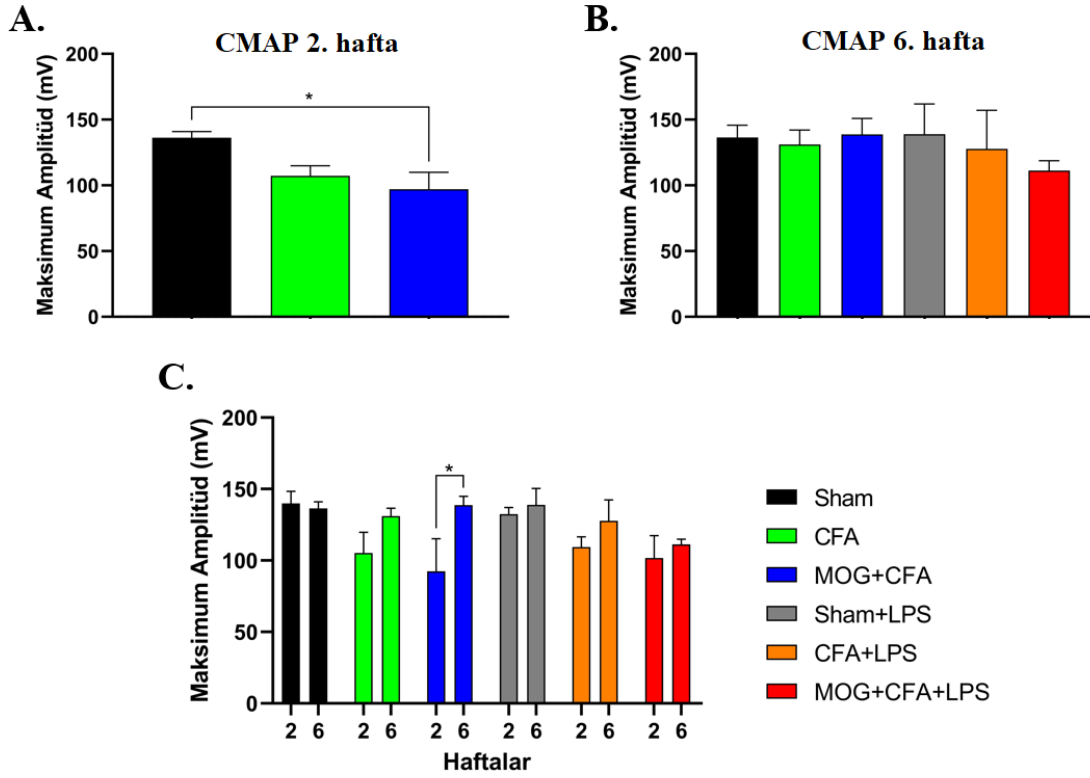 A.
CMAP 2. hafta
Maksimum Amplitüd (mV)
200
150
100
50
0
*
B.
CMAP 6. hafta
Maksimum Amplitüd (mV)
200
150
100
50
0
C.
Maksimum Amplitüd (mV)
200
150
100
50
0
*
2 6 2 6 2 6 2 6 2 6 2 6
Haftalar
Sham
CFA
MOG+CFA
Sham+LPS
CFA+LPS
MOG+CFA+LPS